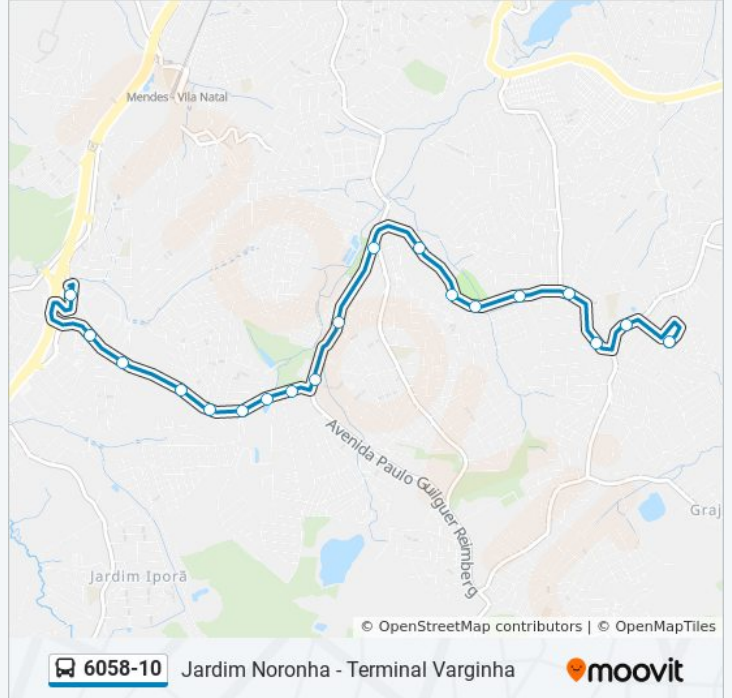 Mendes - Vila Natal
Avenida Paulo Guilguer Reimberg
Graj
Jardim Iporã
© OpenStreetMap contributors | © OpenMapTiles
6058-10 Jardim Noronha - Terminal Varginha
moovit